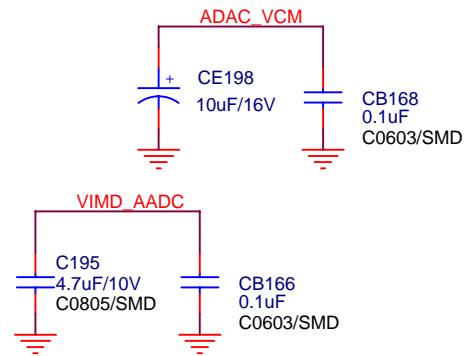 ADAC_VCM
+
CE198
10uF/16V
CB168
0.1uF
C0603/SMD
VIMD_AADC
C195
4.7uF/10V
C0805/SMD
CB166
0.1uF
C0603/SMD